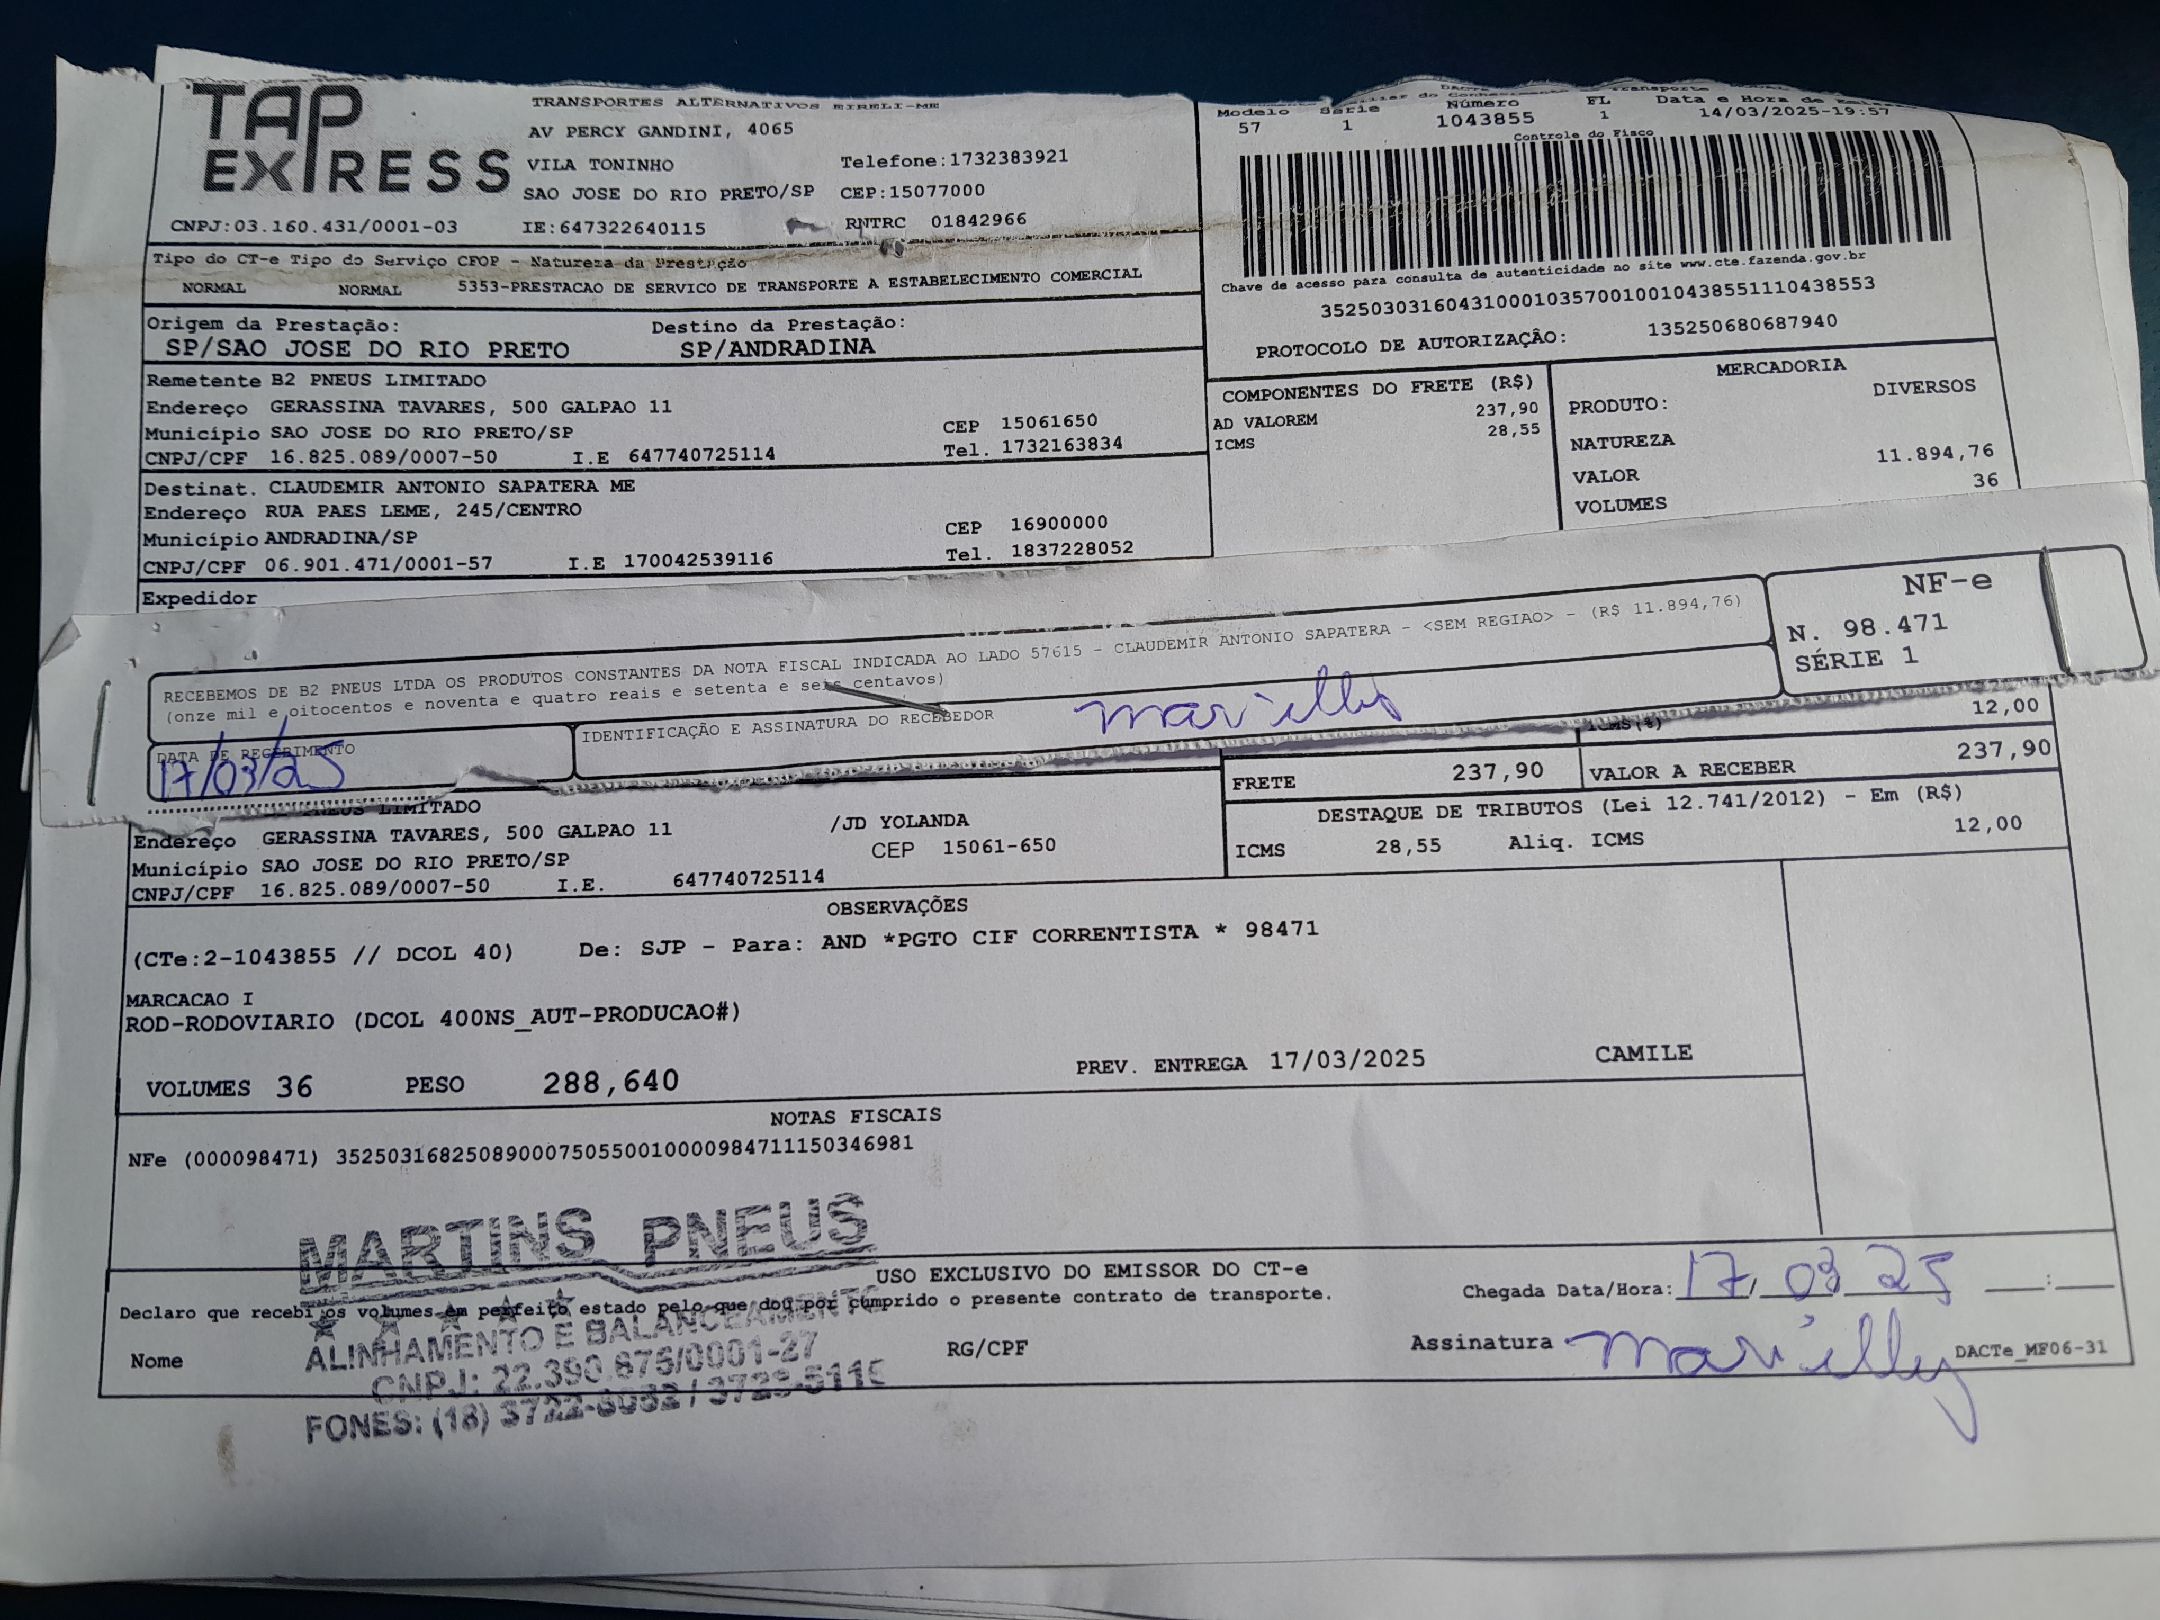 TAP
EXPRESS
TRANSPORTES ALTERNATIVOS EIRELI-ME
AV PERCY GANDINI, 4065
VILA TONINHO Telefone:1732383921
SAO JOSE DO RIO PRETO/SP CEP:15077000
CNPJ:03.160.431/0001-03 IE:647322640115 RNTRC 01842966
Modelo Série Número FL Data e Hora de
57 1 1043855 1 14/03/2025-19:57
Controle do Fisco
Chave de acesso para consulta de autenticidade no site www.cte.fazenda.gov.br
35250303160431000103570010010438551110438553
PROTOCOLO DE AUTORIZAÇÃO: 135250680687940
Tipo do CT-e Tipo do Serviço CFOP - Natureza da Prestação
NORMAL NORMAL 5353-PRESTACAO DE SERVICO DE TRANSPORTE A ESTABELECIMENTO COMERCIAL
Origem da Prestação: Destino da Prestação:
SP/SAO JOSE DO RIO PRETO SP/ANDRADINA
Remetente B2 PNEUS LIMITADO
Endereço GERASSINA TAVARES, 500 GALPAO 11
Município SAO JOSE DO RIO PRETO/SP CEP 15061650
CNPJ/CPF 16.825.089/0007-50 I.E 647740725114 Tel. 1732163834
Destinat. CLAUDEMIR ANTONIO SAPATERA ME
Endereço RUA PAES LEME, 245/CENTRO
Município ANDRADINA/SP CEP 16900000
CNPJ/CPF 06.901.471/0001-57 I.E 170042539116 Tel. 1837228052
Expedidor
COMPONENTES DO FRETE (R$)
AD VALOREM 237,90
ICMS 28,55
MERCADORIA
PRODUTO: DIVERSOS
NATUREZA
VALOR 11.894,76
VOLUMES 36
RECEBEMOS DE B2 PNEUS LTDA OS PRODUTOS CONSTANTES DA NOTA FISCAL INDICADA AO LADO 57615 - CLAUDEMIR ANTONIO SAPATERA - <SEM REGIAO> - (R$ 11.894,76)
(onze mil e oitocentos e noventa e quatro reais e setenta e seis centavos)
DATA DE RECEBIMENTO
17/03/25
IDENTIFICAÇÃO E ASSINATURA DO RECEBEDOR
Marielly
NF-e
N. 98.471
SÉRIE 1
ICMS(%) 12,00
FRETE 237,90 VALOR A RECEBER 237,90
DESTAQUE DE TRIBUTOS (Lei 12.741/2012) - Em (R$)
ICMS 28,55 Aliq. ICMS 12,00
PNEUS LIMITADO
Endereço GERASSINA TAVARES, 500 GALPAO 11 /JD YOLANDA
Município SAO JOSE DO RIO PRETO/SP CEP 15061-650
CNPJ/CPF 16.825.089/0007-50 I.E. 647740725114
OBSERVAÇÕES
(CTe:2-1043855 // DCOL 40) De: SJP - Para: AND *PGTO CIF CORRENTISTA * 98471
MARCACAO I
ROD-RODOVIARIO (DCOL 400NS_AUT-PRODUCAO#)
VOLUMES 36 PESO 288,640 PREV. ENTREGA 17/03/2025 CAMILE
NOTAS FISCAIS
NFe (000098471) 35250316825089000750550010000984711150346981
MARTINS PNEUS
ALINHAMENTO E BALANCEAMENTO
CNPJ: 22.390.875/0001-27
FONES: (18) 3722-8082 / 3723-5115
USO EXCLUSIVO DO EMISSOR DO CT-e
Declaro que recebi os volumes em perfeito estado pelo que dou por cumprido o presente contrato de transporte.
Chegada Data/Hora: 17/03 25 :
Nome RG/CPF Assinatura Marielly DACTe_MF06-31